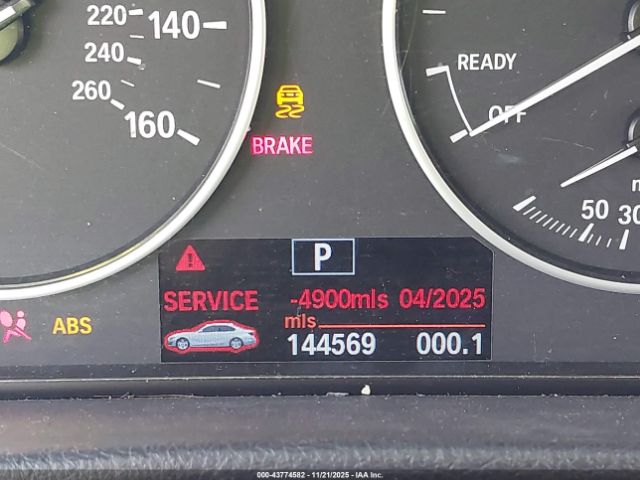 220 140
240
260
160
BRAKE
READY
OFF
50 30
m
P
SERVICE -4900mls 04/2025
mls
144569 000.1
ABS
000-43774582 - 11/21/2025 - IAA Inc.